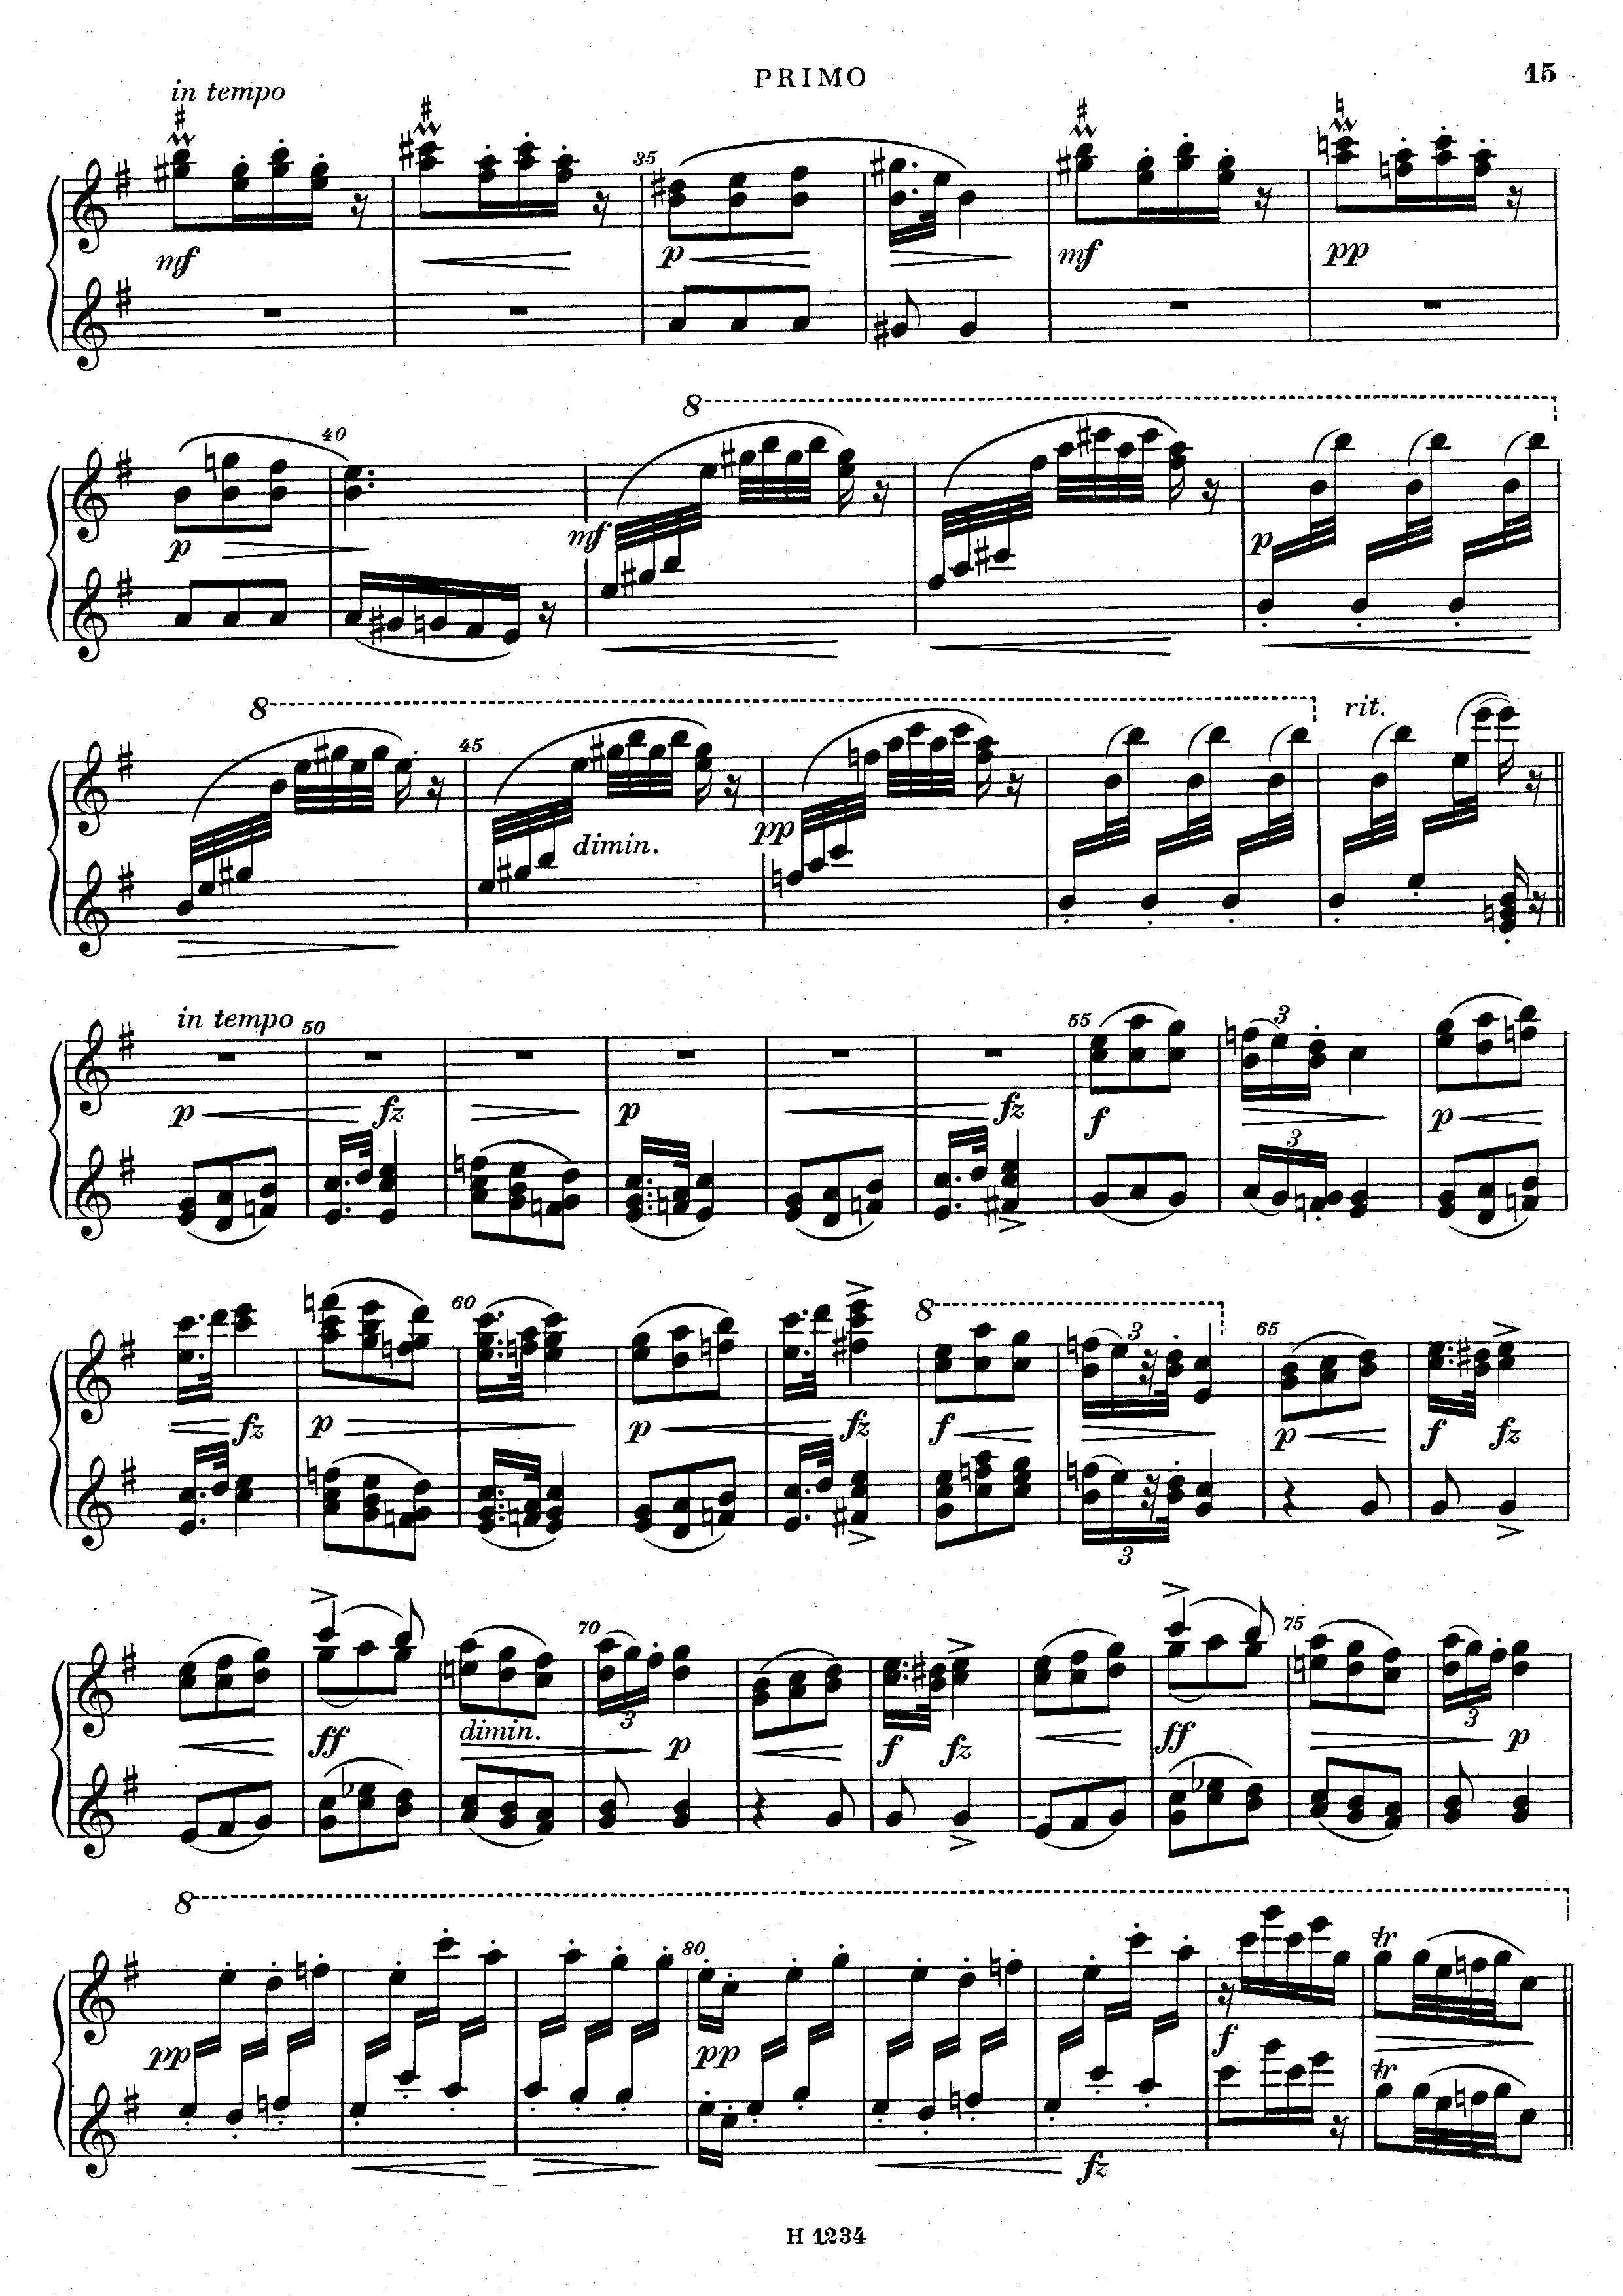 PRIMO 15
in tempo
35
mf p mf pp
8
40
p mf p
8 rit.
45
dimin. pp
in tempo 50 55
3
p fz p fz f p
3
60 8 65
3
fz p p fz f p f fz
3
70 75
ff dimin. 3 p f fz ff 3 p
8
80
tr
pp pp f
tr
fz
H 1234